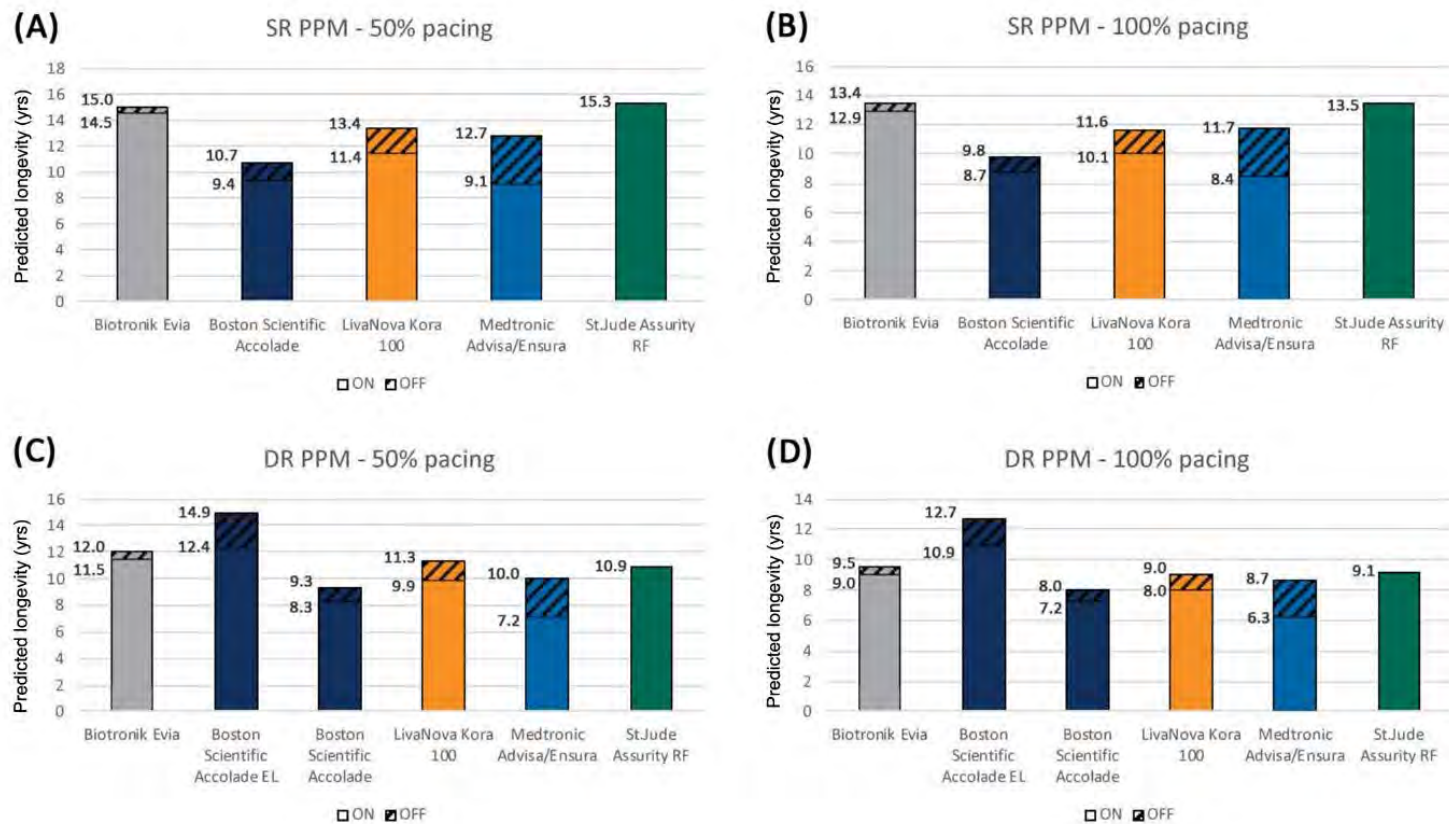 (A)
SR PPM - 50% pacing
Predicted longevity (yrs)
18
16
14
12
10
8
6
4
2
0
15.0
14.5
10.7
9.4
13.4
11.4
12.7
9.1
15.3
Biotronik Evia
Boston Scientific
Accolade
LivaNova Kora
100
Medtronic
Advisa/Ensura
StJude Assurity
RF
ON OFF
(B)
SR PPM - 100% pacing
Predicted longevity (yrs)
16
14
12
10
8
6
4
2
0
13.4
12.9
9.8
8.7
11.6
10.1
11.7
8.4
13.5
Biotronik Evia
Boston Scientific
Accolade
LivaNova Kora
100
Medtronic
Advisa/Ensura
StJude Assurity
RF
ON OFF
(C)
DR PPM - 50% pacing
Predicted longevity (yrs)
16
14
12
10
8
6
4
2
0
12.0
11.5
14.9
12.4
9.3
8.3
11.3
9.9
10.0
7.2
10.9
Biotronik Evia
Boston
Scientific
Accolade EL
Boston
Scientific
Accolade
LivaNova Kora
100
Medtronic
Advisa/Ensura
StJude
Assurity RF
ON OFF
(D)
DR PPM - 100% pacing
Predicted longevity (yrs)
14
12
10
8
6
4
2
0
9.5
9.0
12.7
10.9
8.0
7.2
9.0
8.0
8.7
6.3
9.1
Biotronik Evia
Boston
Scientific
Accolade EL
Boston
Scientific
Accolade
LivaNova Kora
100
Medtronic
Advisa/Ensura
StJude
Assurity RF
ON OFF